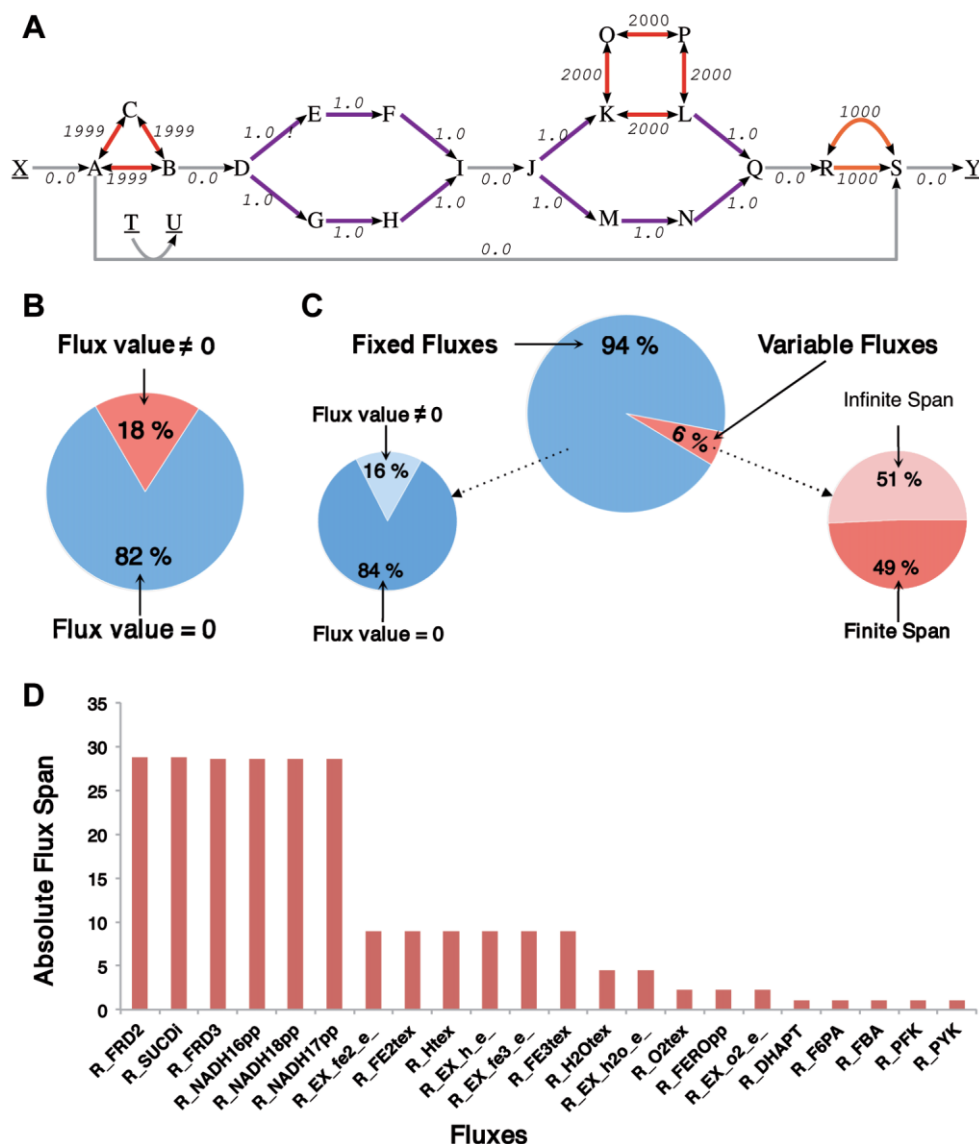 A
O 2000 P
2000 2000
C
1999 1999
E 1.0 F
K 2000 L
1.0 ! 1.0 1.0 1.0 1000
X 0.0 A 1999 B 0.0 D I 0.0 J Q 0.0 R 1000 S 0.0 Y
1.0 1.0 1.0 1.0
G 1.0 H M 1.0 N
T U
0.0
B
Flux value ≠ 0
18 %
82 %
Flux value = 0
C
Fixed Fluxes
94 %
Variable Fluxes
6 %
Flux value ≠ 0
16 %
84 %
Flux value = 0
Infinite Span
51 %
49 %
Finite Span
D
Absolute Flux Span
35
30
25
20
15
10
5
0
R_FRD2
R_SUCDi
R_FRD3
R_NADH16pp
R_NADH18pp
R_NADH17pp
R_EX_fe2_e_
R_FE2tex
R_Htex
R_EX_h_e_
R_EX_fe3_e_
R_FE3tex
R_H2Otex
R_EX_h2o_e_
R_O2tex
R_FEROpp
R_EX_o2_e_
R_DHAPT
R_F6PA
R_FBA
R_PFK
R_PYK
Fluxes